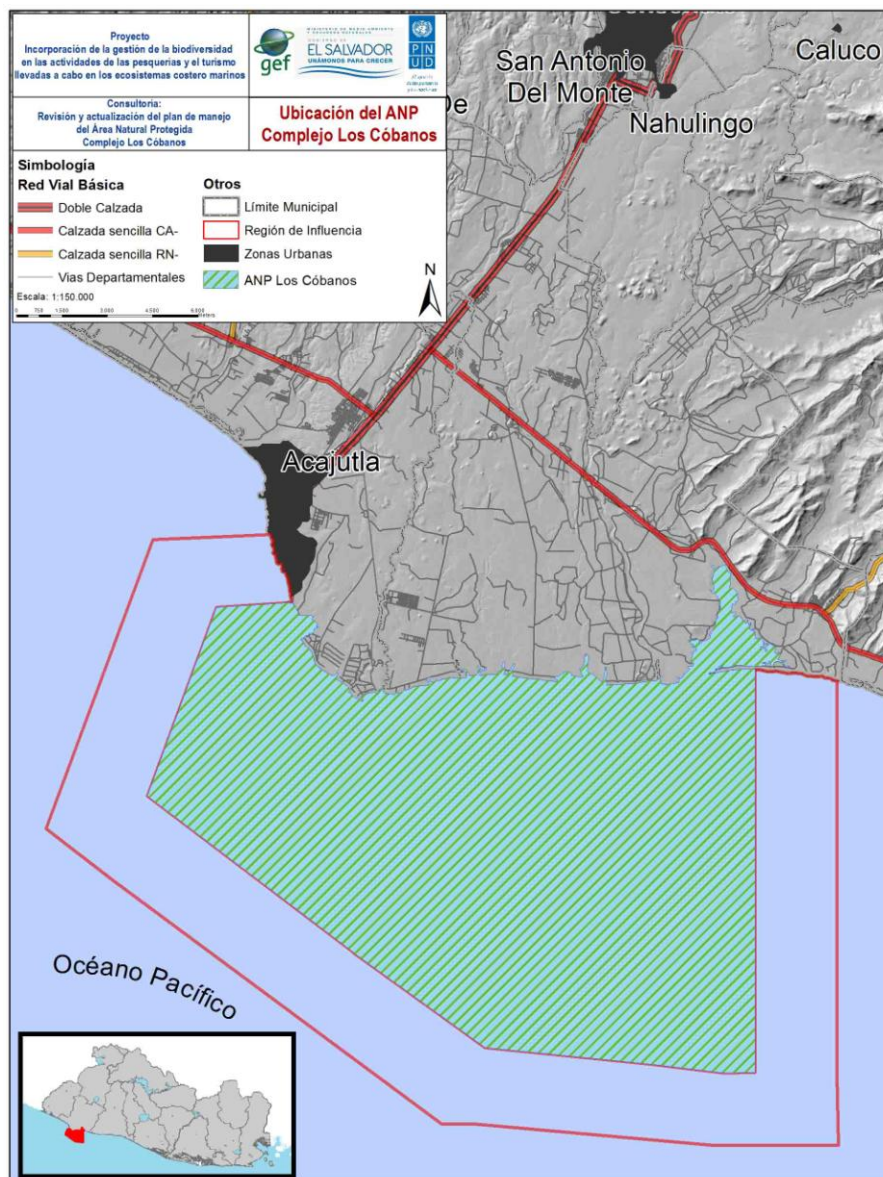 Proyecto
Incorporación de la gestión de la biodiversidad
en las actividades de las pesquerías y el turismo
llevadas a cabo en los ecosistemas costero marinos
gef
EL SALVADOR
UNÁMONOS PARA CRECER
P N
U D
Consultoría:
Revisión y actualización del plan de manejo
del Área Natural Protegida
Complejo Los Cóbanos
Ubicación del ANP
Complejo Los Cóbanos
Simbología
Red Vial Básica
Doble Calzada
Calzada sencilla CA-
Calzada sencilla RN-
Vias Departamentales
Escala: 1:150.000
Otros
Límite Municipal
Región de Influencia
Zonas Urbanas
ANP Los Cóbanos
N
San Antonio
Del Monte
Caluco
Nahulingo
De
Acajutla
Océano Pacífico